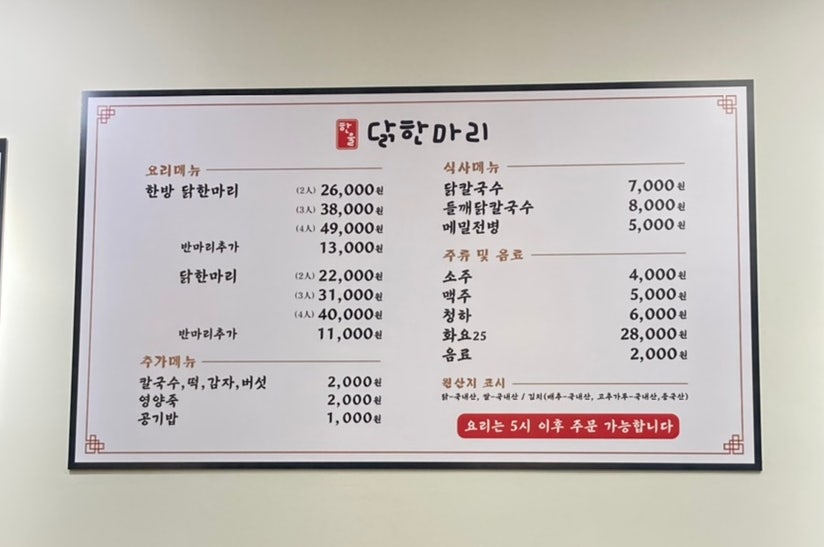 한울 닭한마리
요리메뉴
한방 닭한마리 (2人) 26,000원
(3人) 38,000원
(4人) 49,000원
반마리추가 13,000원
닭한마리 (2人) 22,000원
(3人) 31,000원
(4人) 40,000원
반마리추가 11,000원
추가메뉴
칼국수,떡,감자,버섯 2,000원
영양죽 2,000원
공기밥 1,000원
식사메뉴
닭칼국수 7,000원
들깨닭칼국수 8,000원
메밀전병 5,000원
주류 및 음료
소주 4,000원
맥주 5,000원
청하 6,000원
화요25 28,000원
음료 2,000원
원산지 표시
닭-국내산, 쌀-국내산 / 김치(배추-국내산, 고추가루-국내산,중국산)
요리는 5시 이후 주문 가능합니다